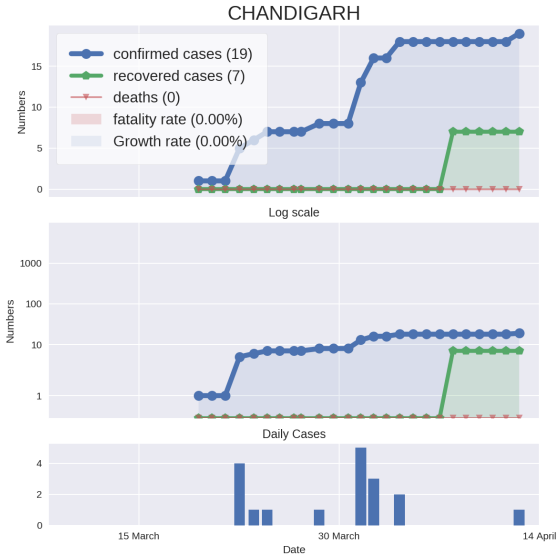 CHANDIGARH
confirmed cases (19)
recovered cases (7)
deaths (0)
fatality rate (0.00%)
Growth rate (0.00%)
Numbers
15
10
5
0
Log scale
Numbers
1000
100
10
1
Daily Cases
4
2
0
15 March
30 March
14 April
Date